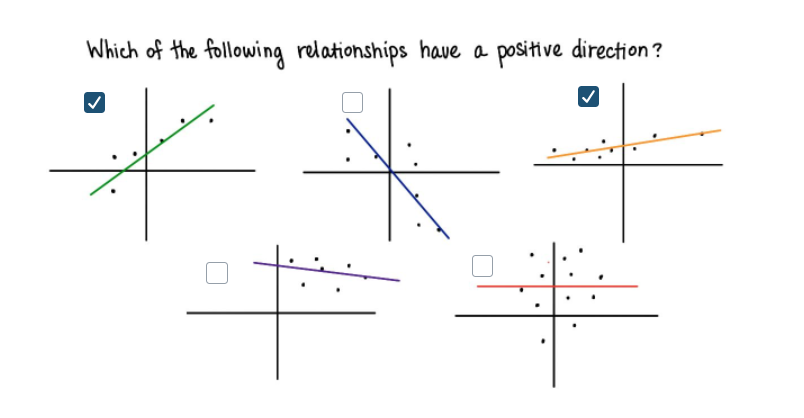 Which of the following relationships have a positive direction?